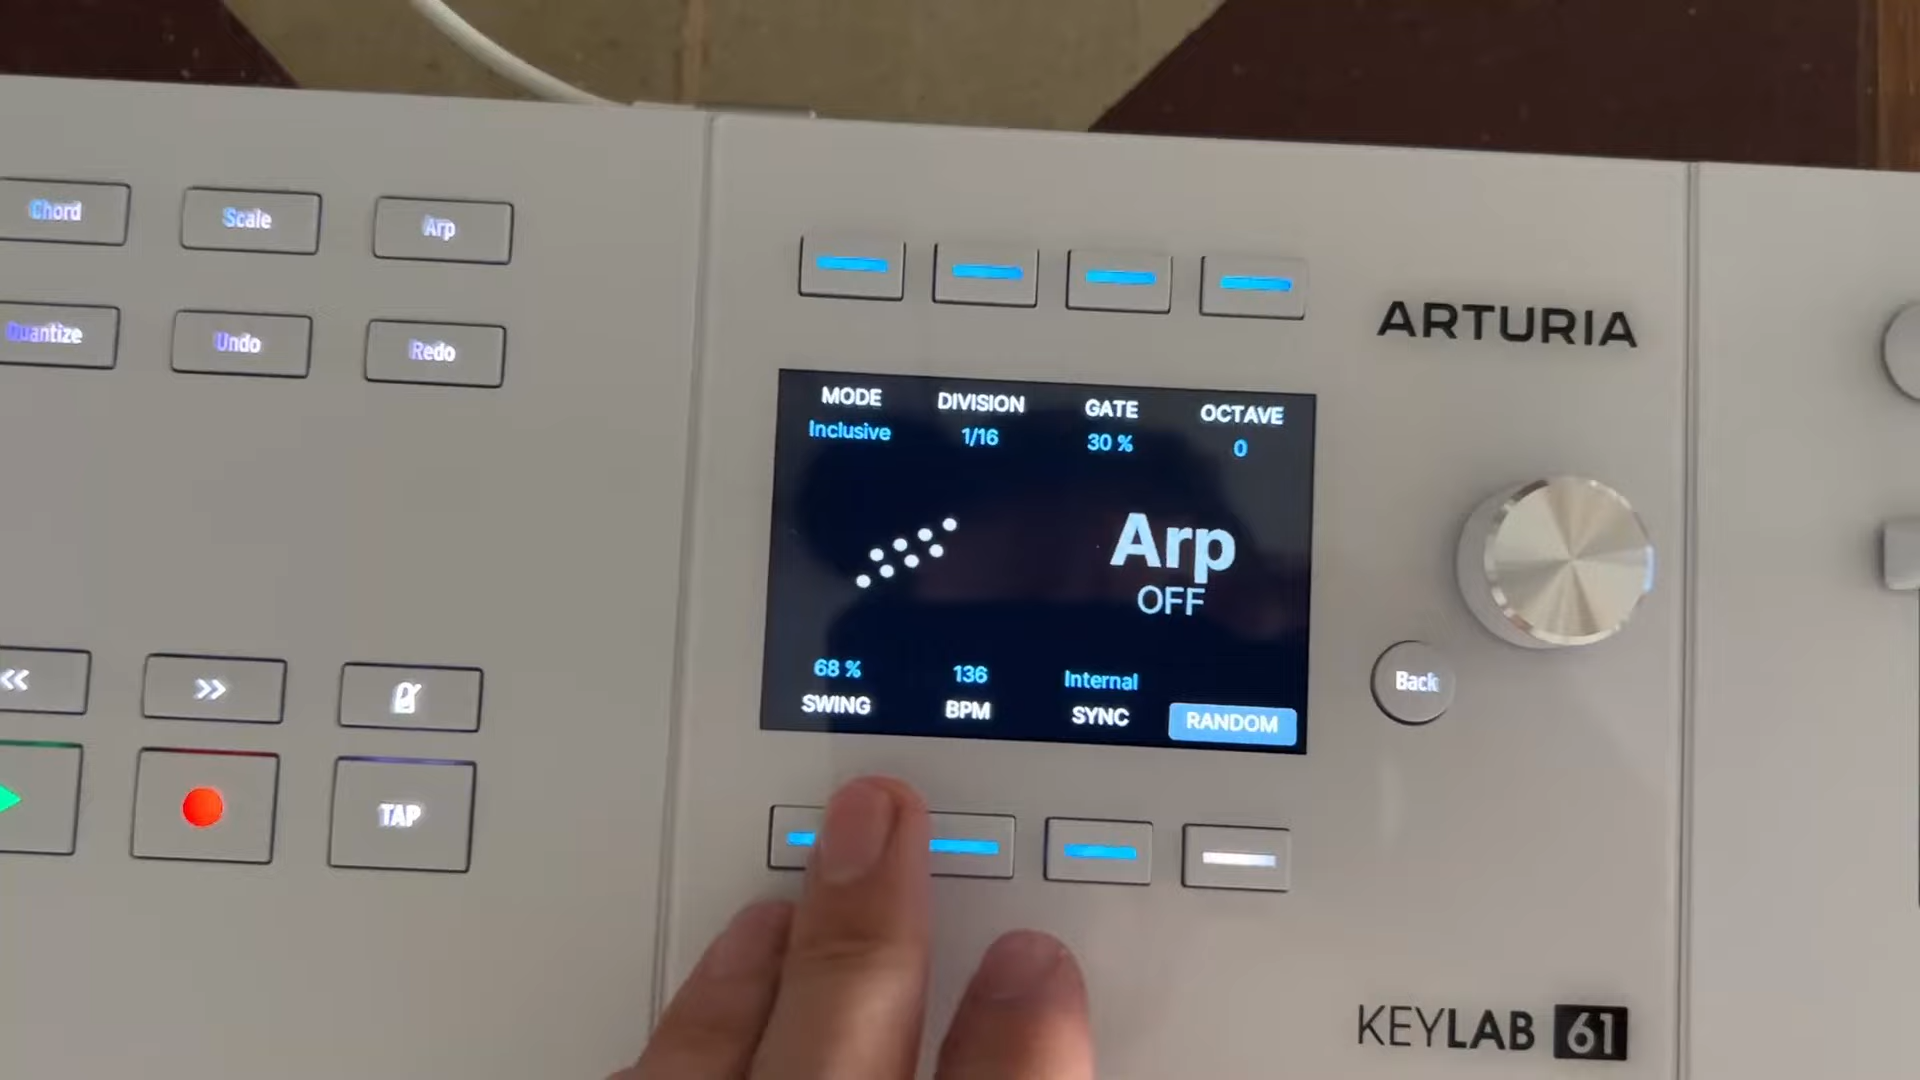 Chord Scale Arp
Quantize Undo Redo
TAP
MODE DIVISION GATE OCTAVE
Inclusive 1/16 30 % 0
Arp
OFF
68 % 136 Internal
SWING BPM SYNC RANDOM
ARTURIA
Back
KEYLAB 61